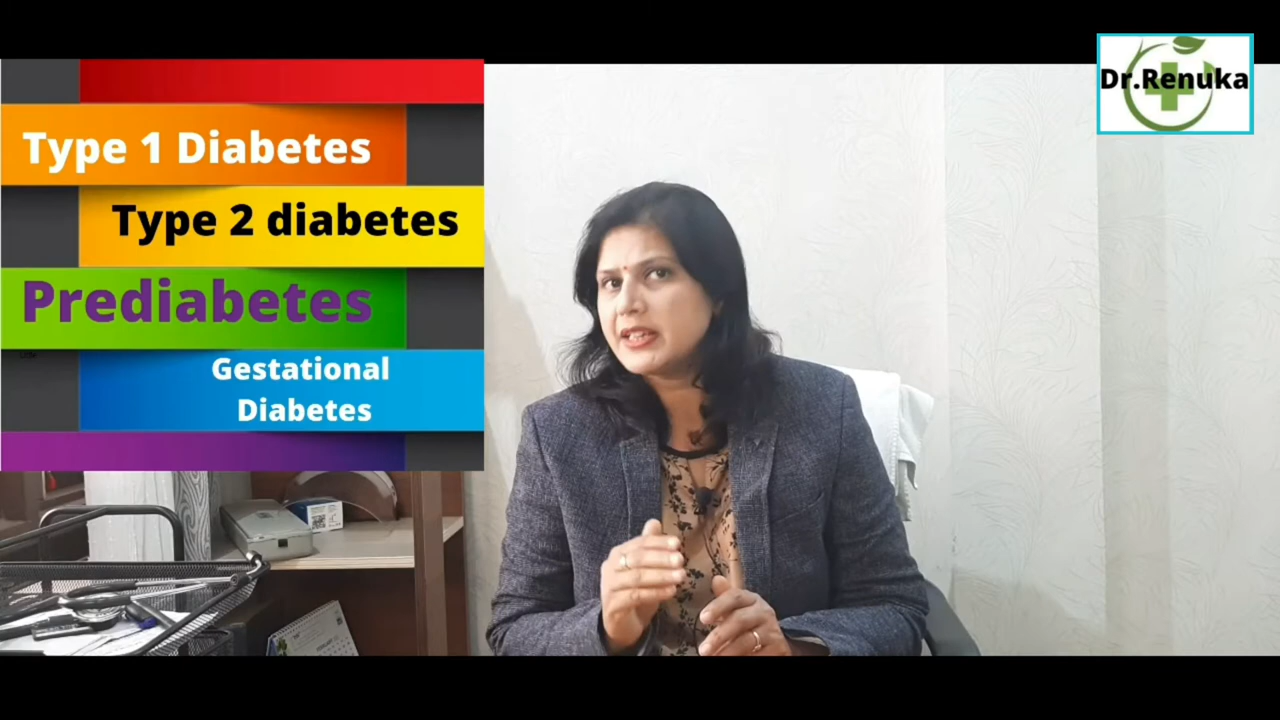 Dr.Renuka
Type 1 Diabetes
Type 2 diabetes
Prediabetes
Gestational
Diabetes